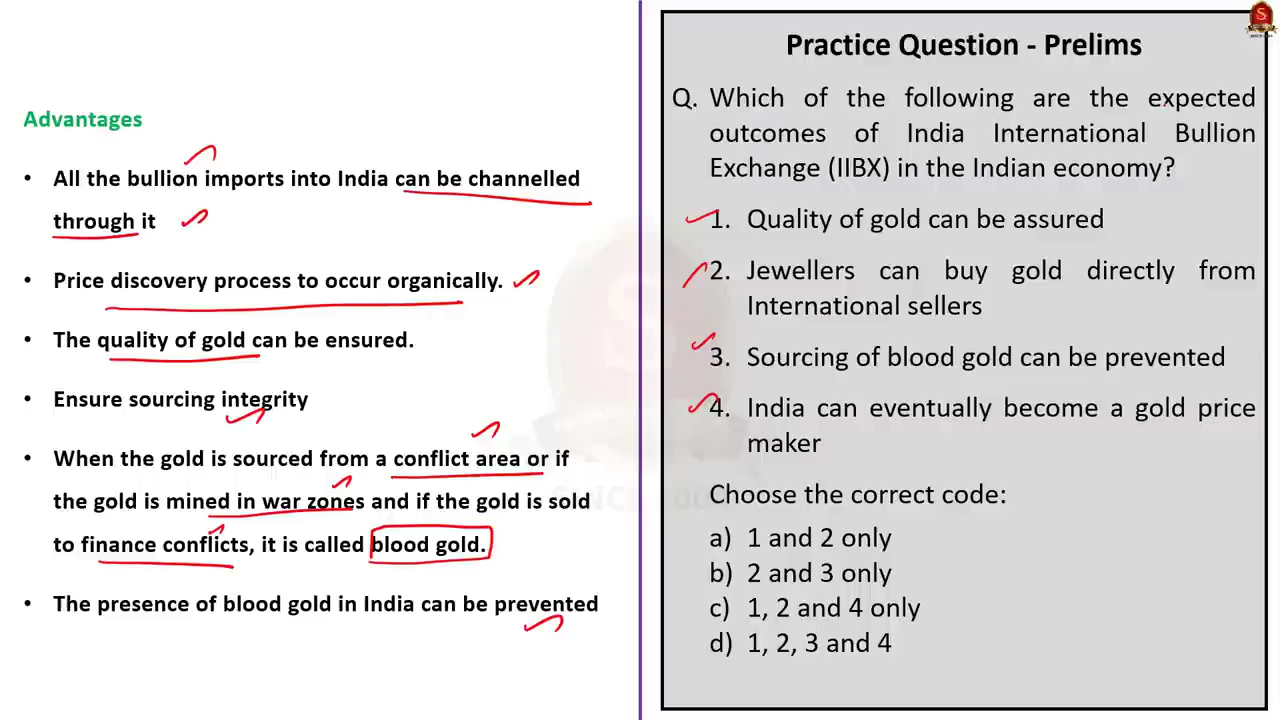 Advantages
• All the bullion imports into India can be channelled
through it
• Price discovery process to occur organically.
• The quality of gold can be ensured.
• Ensure sourcing integrity
• When the gold is sourced from a conflict area or if
the gold is mined in war zones and if the gold is sold
to finance conflicts, it is called blood gold.
• The presence of blood gold in India can be prevented
Practice Question - Prelims
Q. Which of the following are the expected
outcomes of India International Bullion
Exchange (IIBX) in the Indian economy?
1. Quality of gold can be assured
2. Jewellers can buy gold directly from
International sellers
3. Sourcing of blood gold can be prevented
4. India can eventually become a gold price
maker
Choose the correct code:
a) 1 and 2 only
b) 2 and 3 only
c) 1, 2 and 4 only
d) 1, 2, 3 and 4